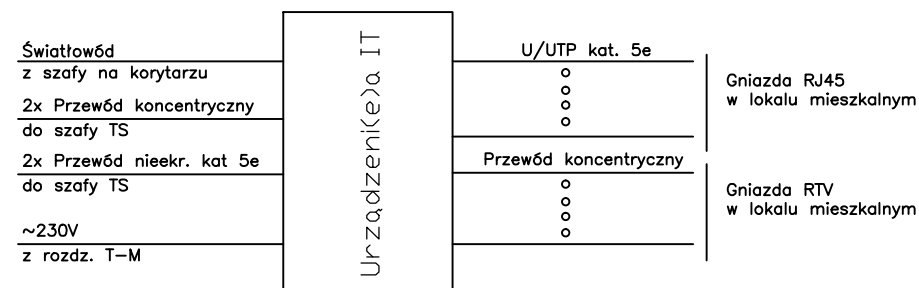 Światłowód
z szafy na korytarzu
2x Przewód koncentryczny
do szafy TS
2x Przewód nieekr. kat 5e
do szafy TS
~230V
z rozdz. T-M
Urządzeni(e)a IT
U/UTP kat. 5e
Gniazda RJ45
w lokalu mieszkalnym
Przewód koncentryczny
Gniazda RTV
w lokalu mieszkalnym